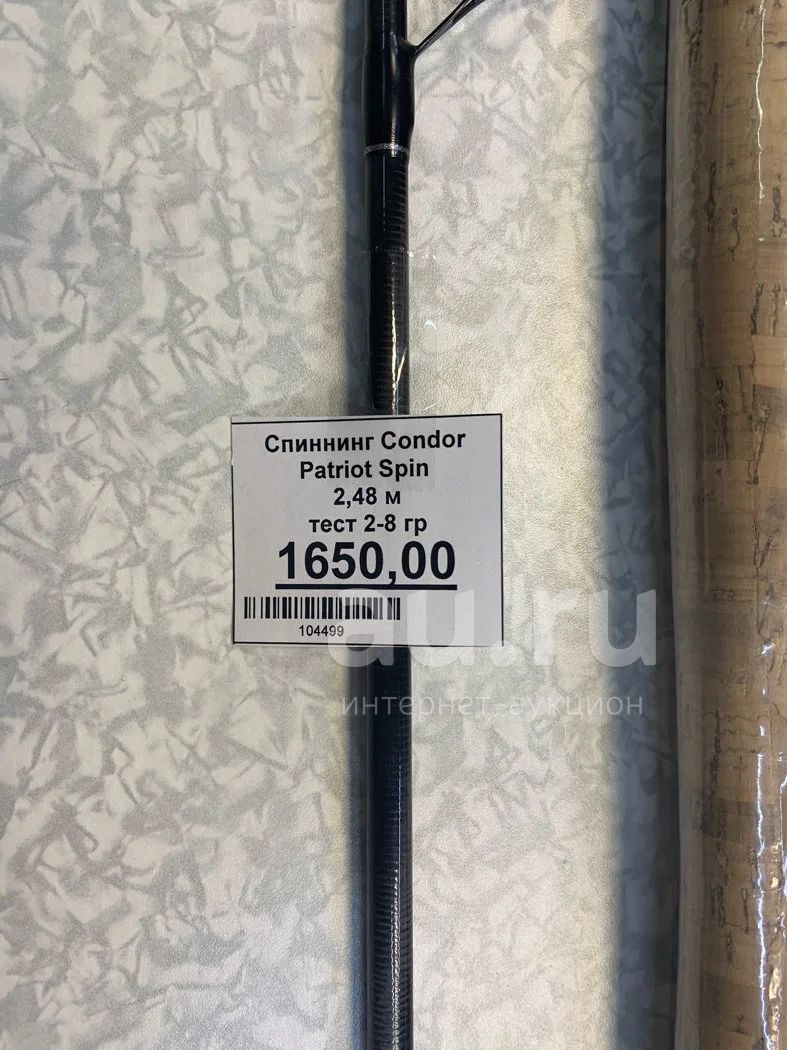 Спиннинг Condor
Patriot Spin
2,48 м
тест 2-8 гр
1650,00
104499
au.ru
интернет-аукцион